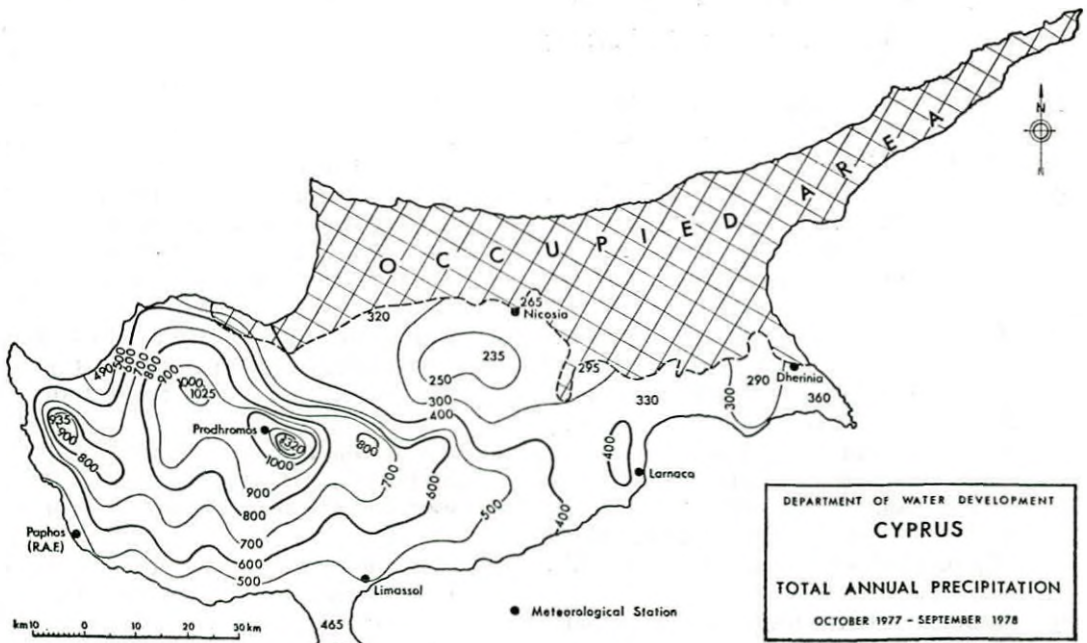 N
OCCUPIED AREA
265
Nicosia
320
235
250
300
400
295
330
290
Dherinia
300
360
490
500
600
700
800
900
1000
1025
935
900
800
Prodhromos
1320
1000
800
900
800
700
600
500
700
600
500
400
400
Larnaca
Paphos
(R.A.F.)
Limassol
465
km 10 0 10 20 30 km
● Meteorological Station
DEPARTMENT OF WATER DEVELOPMENT
CYPRUS
TOTAL ANNUAL PRECIPITATION
OCTOBER 1977 – SEPTEMBER 1978